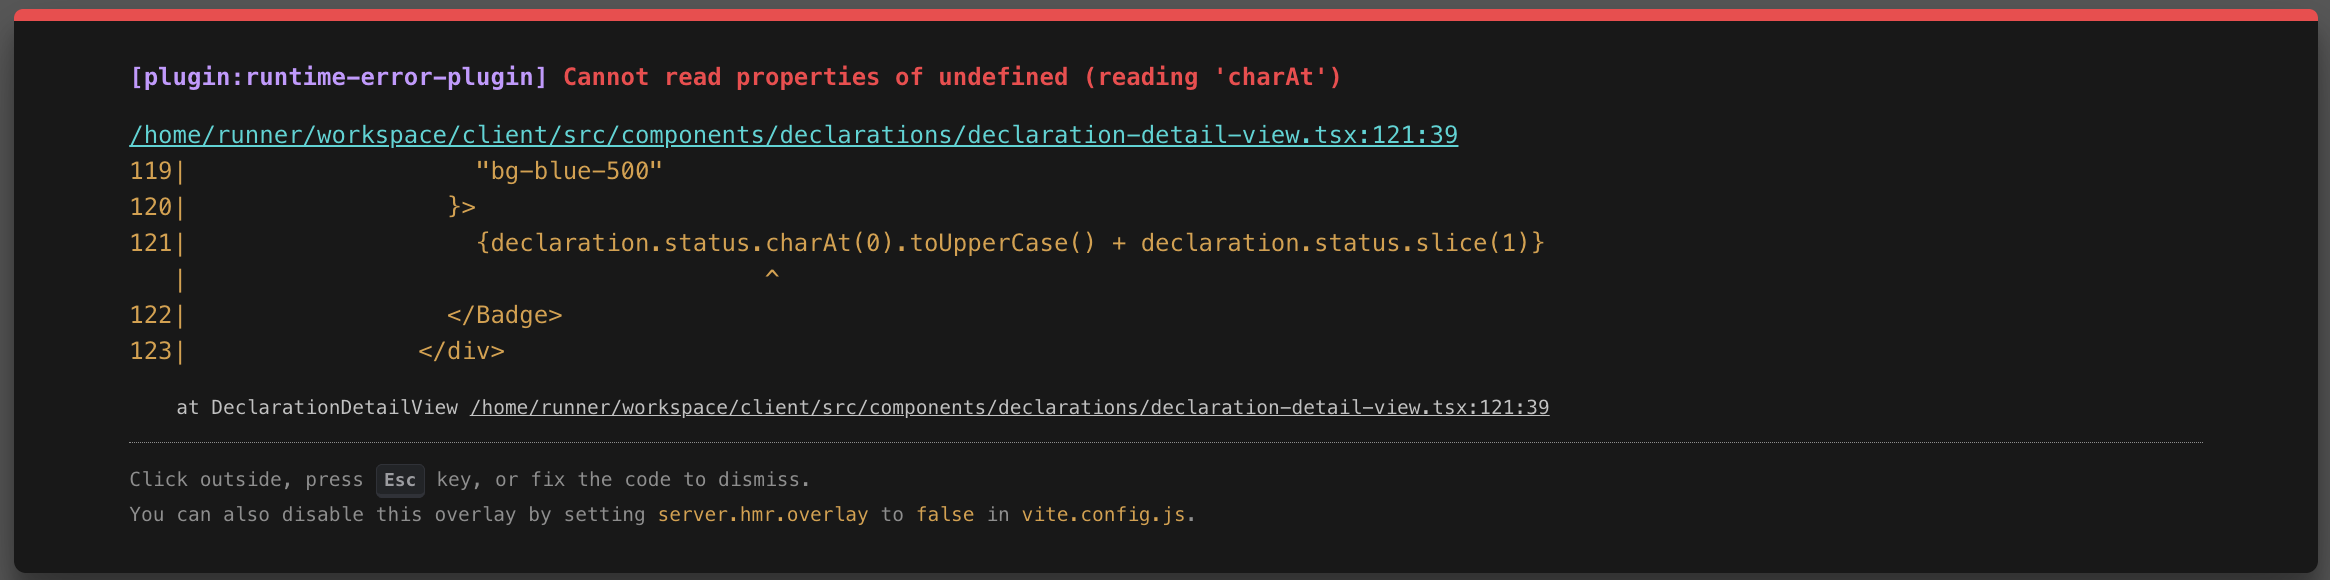 [plugin:runtime-error-plugin] Cannot read properties of undefined (reading 'charAt')
/home/runner/workspace/client/src/components/declarations/declaration-detail-view.tsx:121:39
119|                    "bg-blue-500"
120|                  }>
121|                    {declaration.status.charAt(0).toUpperCase() + declaration.status.slice(1)}
   |                                        ^
122|                  </Badge>
123|                </div>
at DeclarationDetailView /home/runner/workspace/client/src/components/declarations/declaration-detail-view.tsx:121:39
Click outside, press Esc key, or fix the code to dismiss.
You can also disable this overlay by setting server.hmr.overlay to false in vite.config.js.